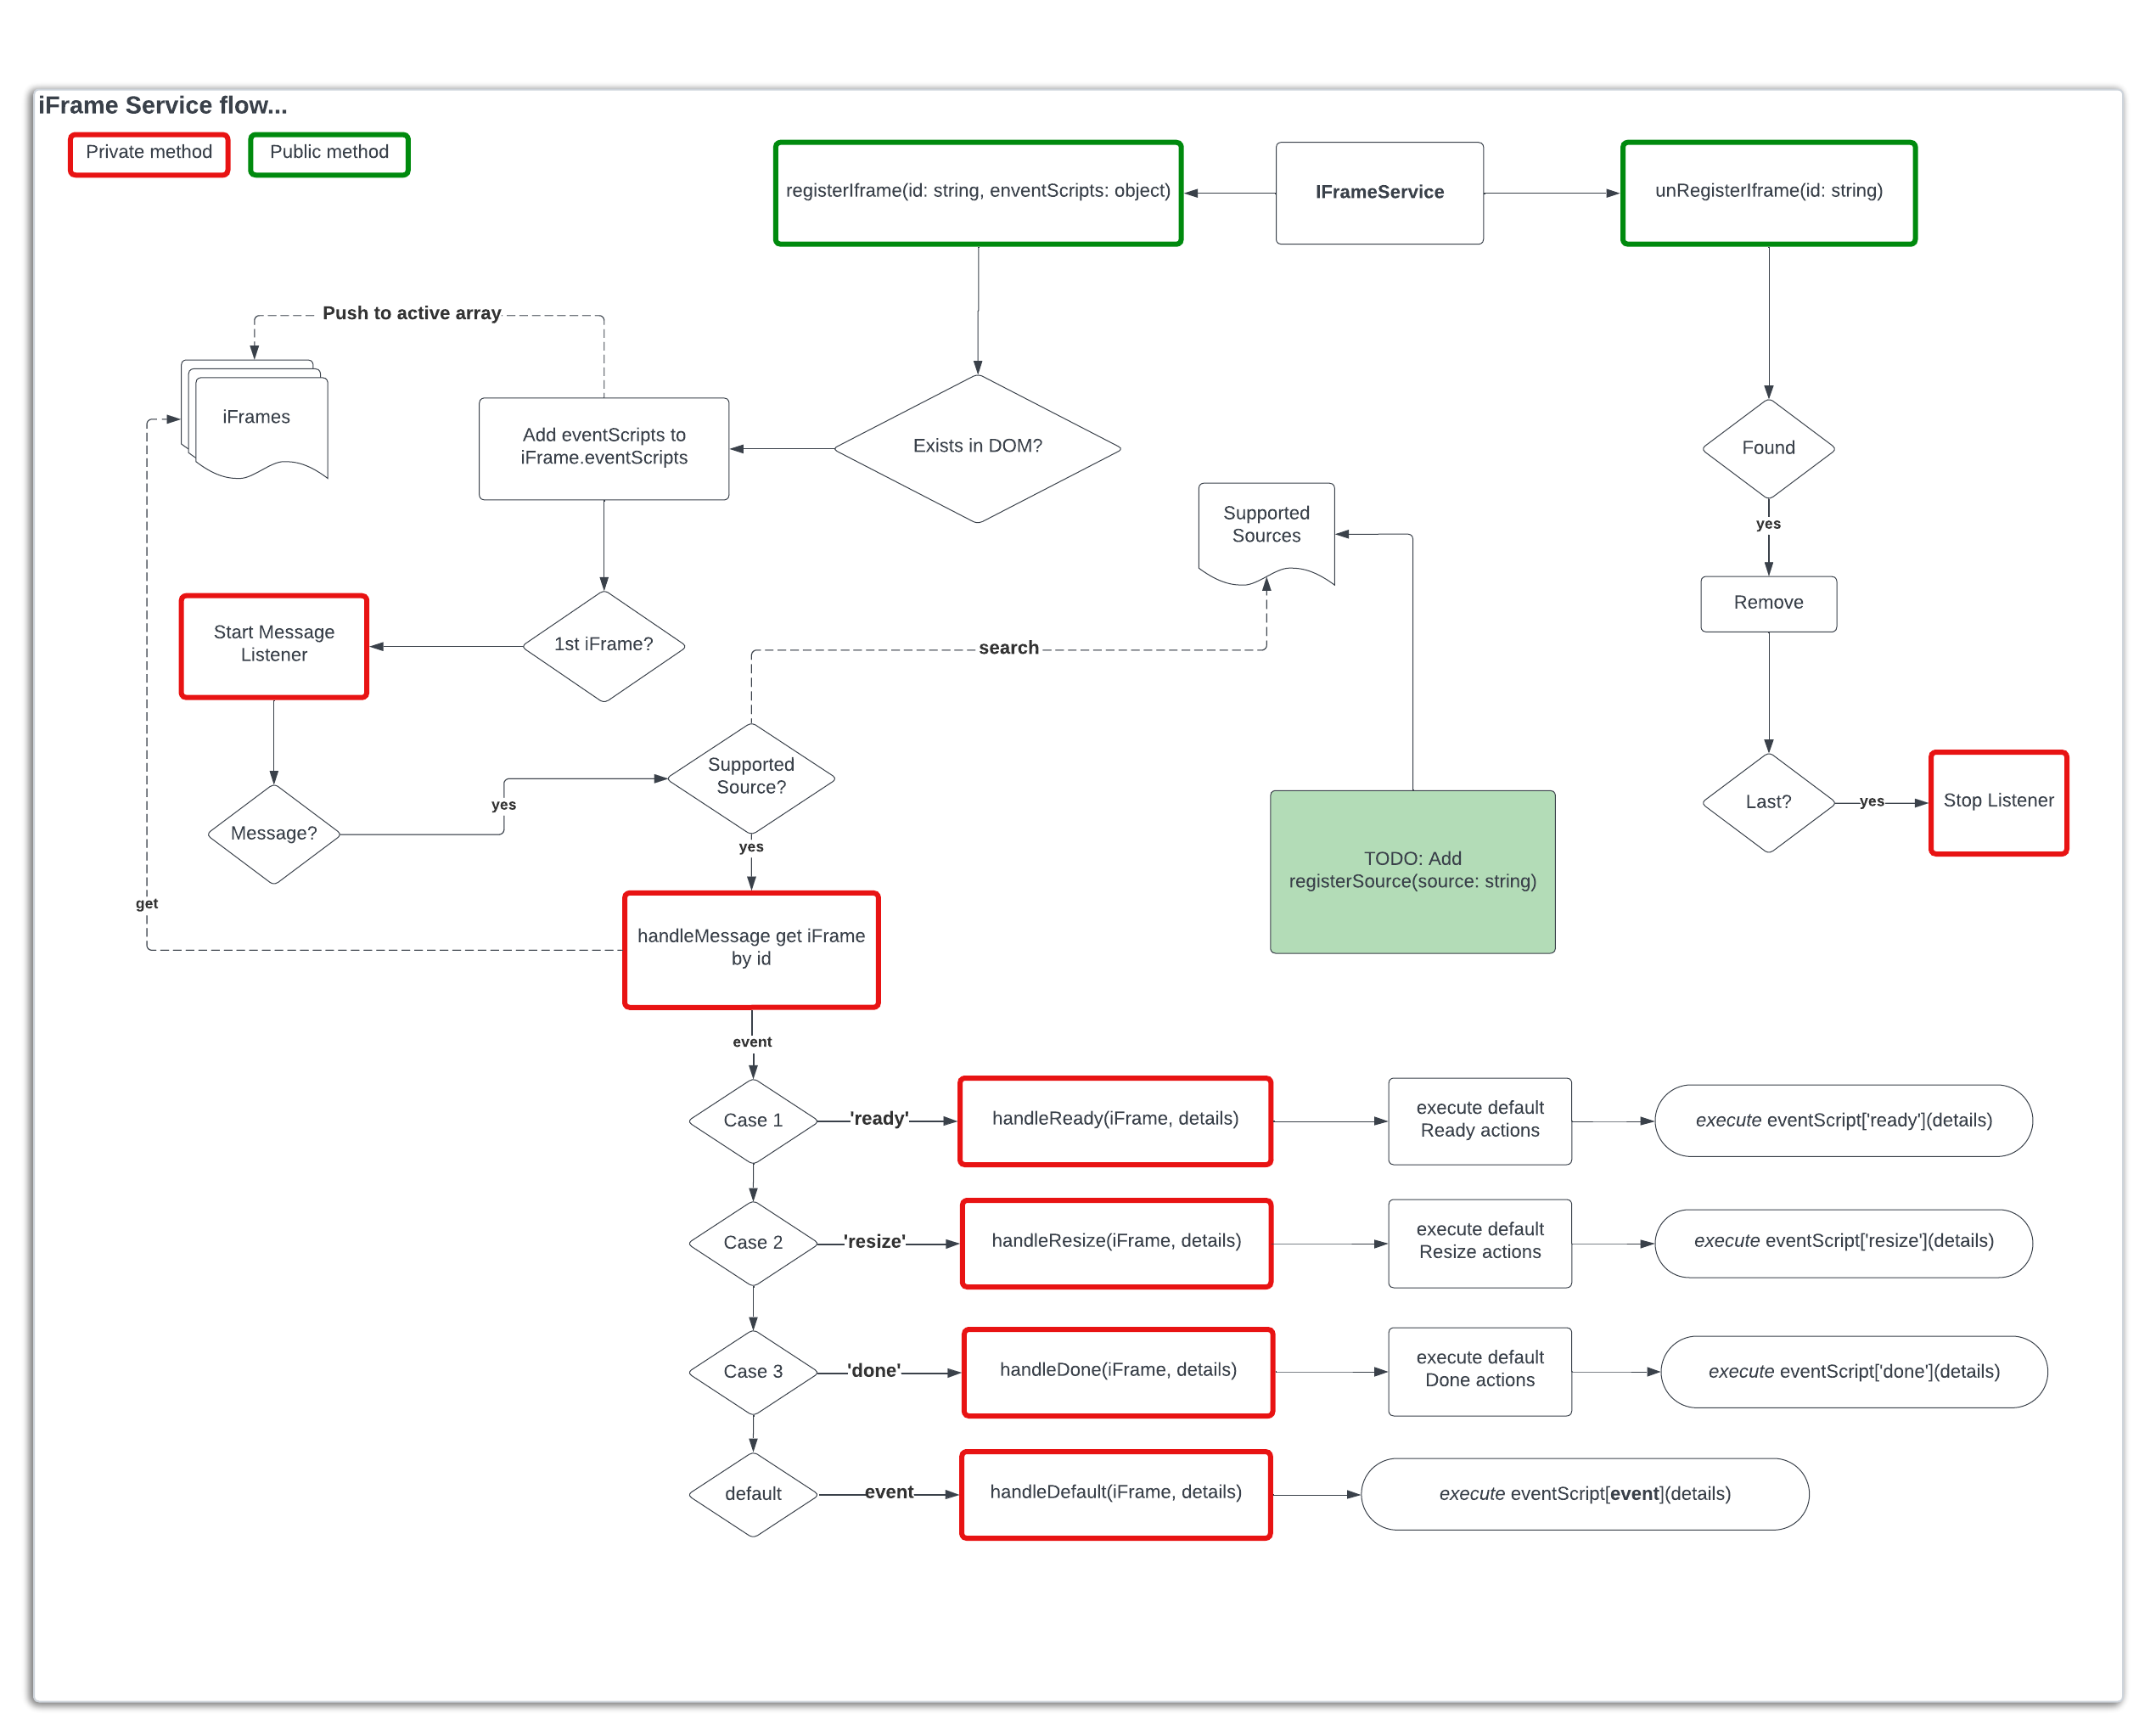 iFrame Service flow...
Private method
Public method
registerIframe(id: string, enventScripts: object)
IFrameService
unRegisterIframe(id: string)
Push to active array
iFrames
Add eventScripts to
iFrame.eventScripts
Exists in DOM?
Found
yes
Supported
Sources
Remove
Start Message
Listener
1st iFrame?
search
Supported
Source?
Message?
yes
yes
Last?
yes
Stop Listener
TODO: Add
registerSource(source: string)
get
handleMessage get iFrame
by id
event
Case 1
'ready'
handleReady(iFrame, details)
execute default
Ready actions
execute eventScript['ready'](details)
Case 2
'resize'
handleResize(iFrame, details)
execute default
Resize actions
execute eventScript['resize'](details)
Case 3
'done'
handleDone(iFrame, details)
execute default
Done actions
execute eventScript['done'](details)
default
event
handleDefault(iFrame, details)
execute eventScript[event](details)